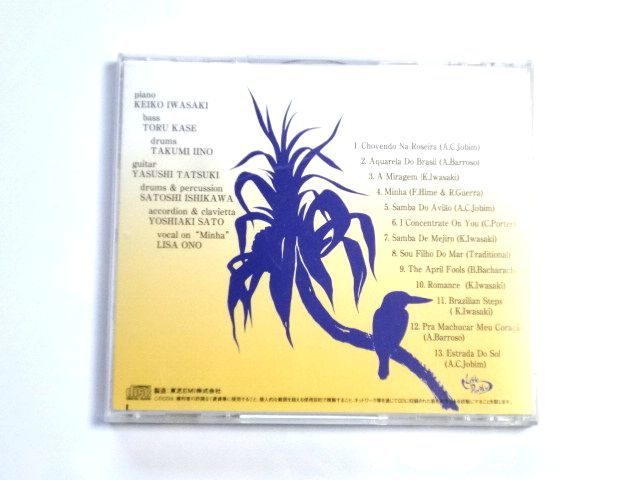 piano
KEIKO IWASAKI
bass
TORU KASE
drums
TAKUMI IINO
guitar
YASUSHI TATSUKI
drums & percussion
SATOSHI ISHIKAWA
accordion & clavietta
YOSHIAKI SATO
vocal on "Minha"
LISA ONO
1. Chovendo Na Roseira (A.C.Jobim)
2. Aquarela Do Brasil (A.Barroso)
3. A Miragem (K.Iwasaki)
4. Minha (F.Hime & R.Guerra)
5. Samba Do Avião (A.C.Jobim)
6. I Concentrate On You (C.Porter)
7. Samba De Mejiro (K.Iwasaki)
8. Sou Filho Do Mar (Traditional)
9. The April Fools (B.Bacharach
10. Romance (K.Iwasaki)
11. Brazilian Steps
(K.Iwasaki)
12. Pra Machucar Meu Coraçã
(A.Barroso)
13. Estrada Do Sol
(A.C.Jobim)
製造：東芝EMI株式会社